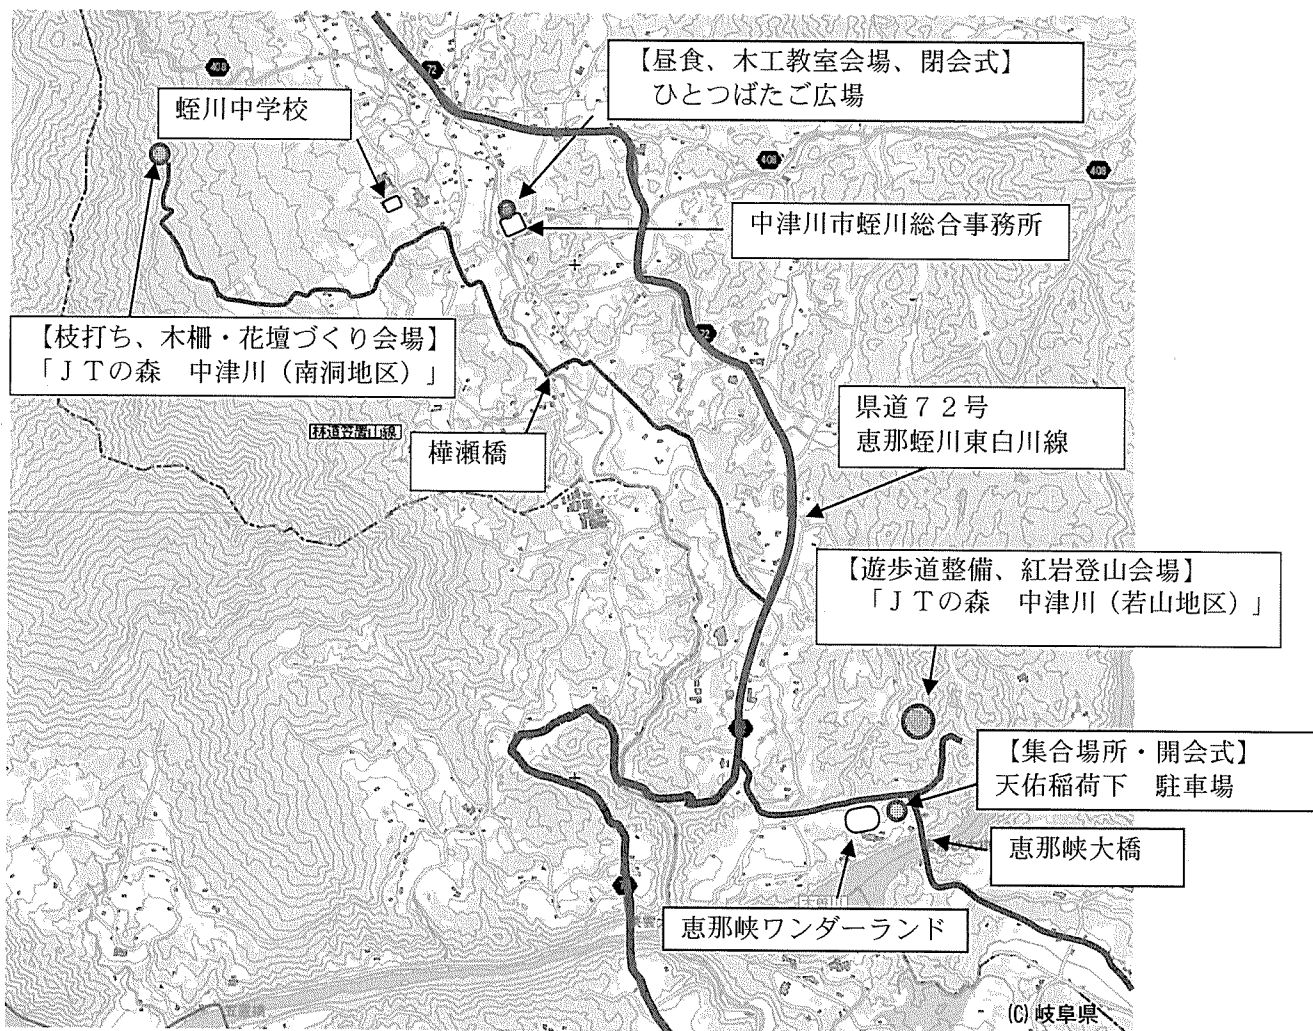 408
72
【昼食、木工教室会場、閉会式】
ひとつばたご広場
蛭川中学校
408
408
中津川市蛭川総合事務所
72
【枝打ち、木柵・花壇づくり会場】
「ＪＴの森　中津川（南洞地区）」
県道７２号
恵那蛭川東白川線
林道笠置山線
樺瀬橋
【遊歩道整備、紅岩登山会場】
「ＪＴの森　中津川（若山地区）」
【集合場所・開会式】
天佑稲荷下　駐車場
恵那峡大橋
恵那峡ワンダーランド
(C) 岐阜県